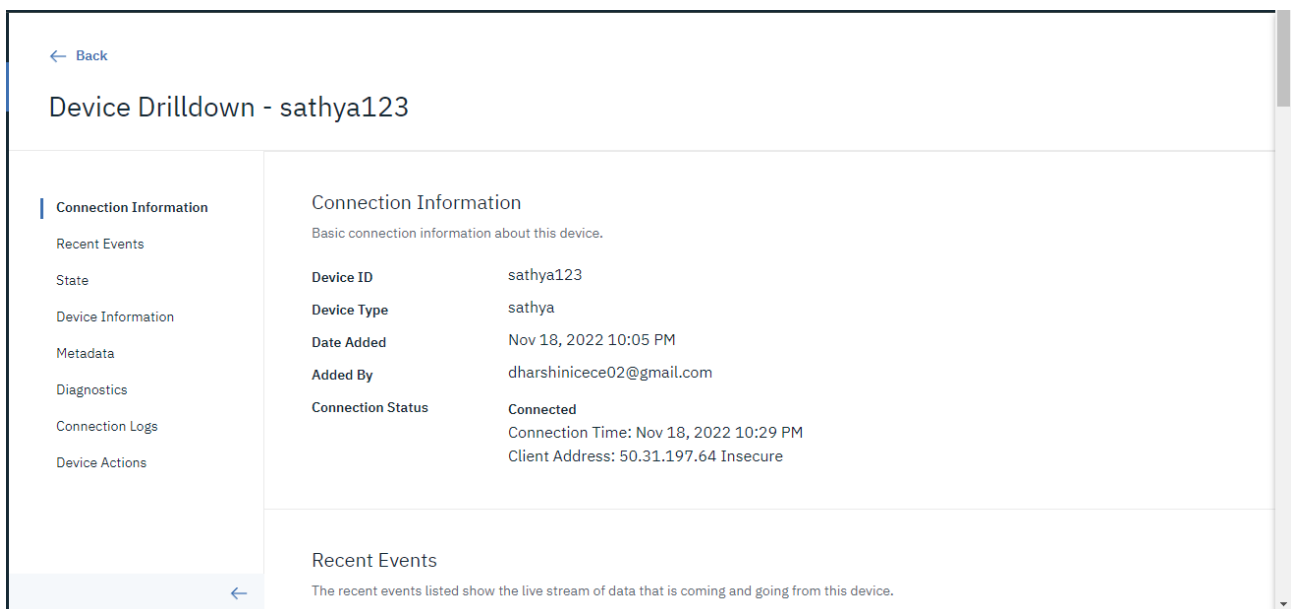 ← Back
Device Drilldown - sathya123
Connection Information
Recent Events
State
Device Information
Metadata
Diagnostics
Connection Logs
Device Actions
←
Connection Information
Basic connection information about this device.
Device ID sathya123
Device Type sathya
Date Added Nov 18, 2022 10:05 PM
Added By dharshinicece02@gmail.com
Connection Status Connected
Connection Time: Nov 18, 2022 10:29 PM
Client Address: 50.31.197.64 Insecure
Recent Events
The recent events listed show the live stream of data that is coming and going from this device.